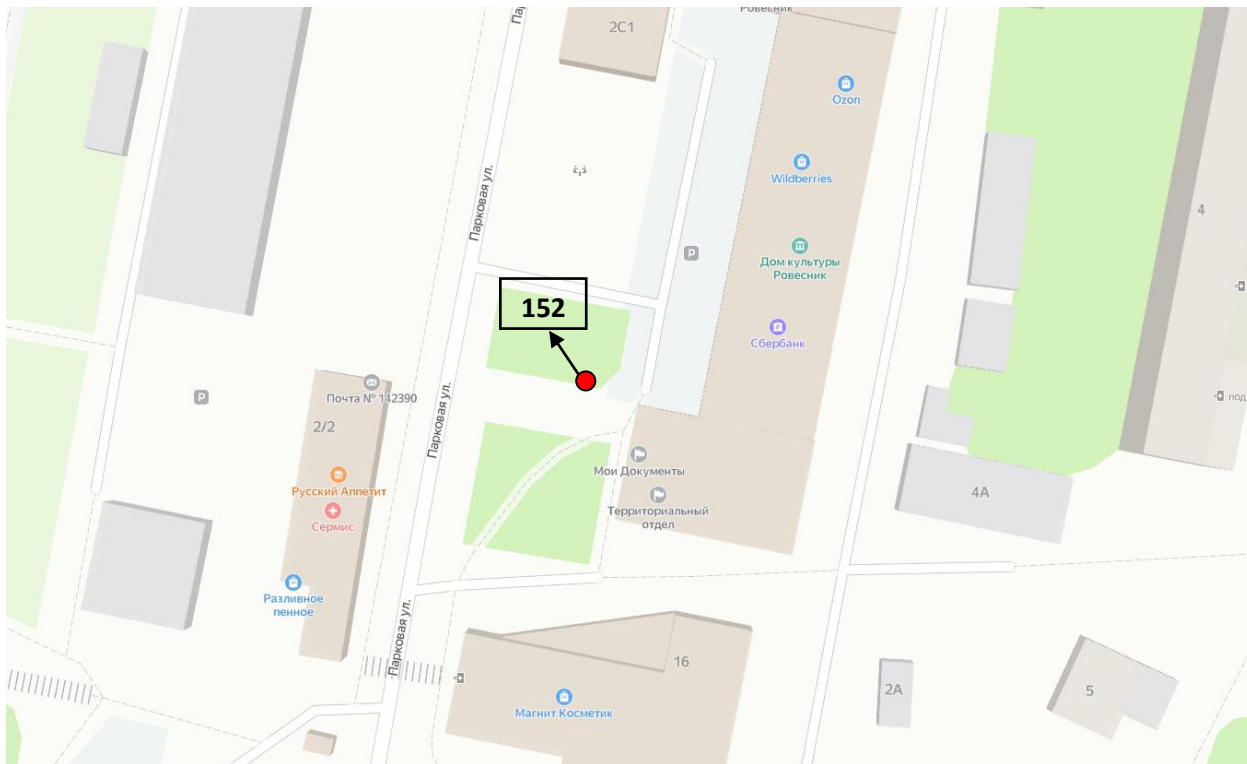 Ровесник
Па
2С1
Ozon
Wildberries
Парковая ул.
4
P
Дом культуры
Ровесник
152
Сбербанк
Почта № 142390
P
под
2/2
Парковая ул.
Мои Документы
Русский Аппетит
4А
Территориальный
отдел
Сермис
Разливное
пенное
Парковая ул.
16
2А
5
Магнит Косметик